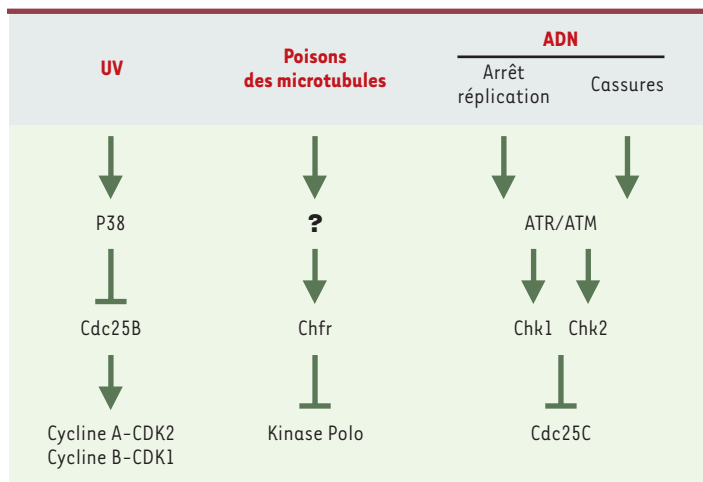 UV
Poisons
des microtubules
ADN
Arrêt
réplication
Cassures
P38
?
ATR/ATM
Cdc25B
Chfr
Chk1 Chk2
Cycline A-CDK2
Cycline B-CDK1
Kinase Polo
Cdc25C